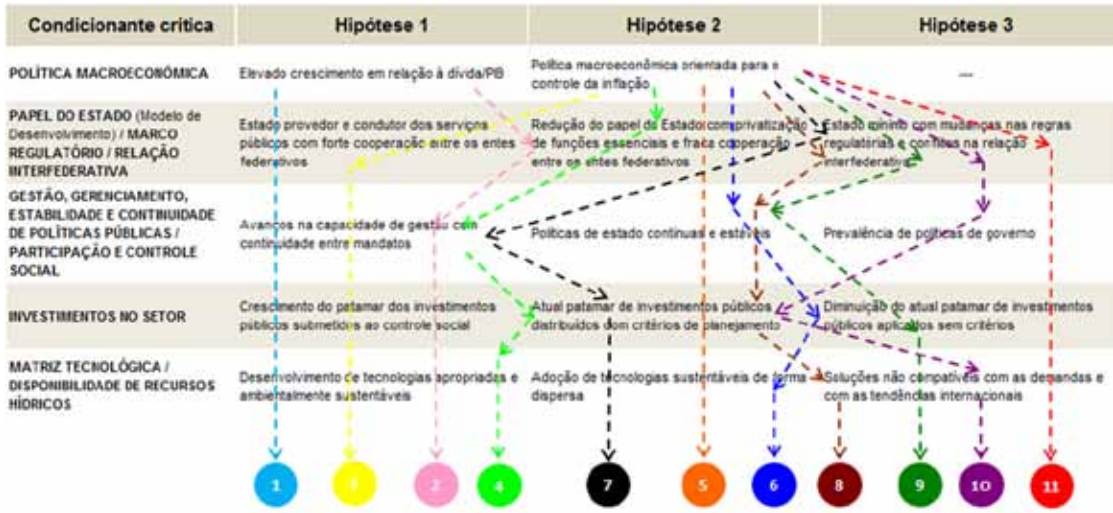 Condicionante crítica
Hipótese 1
Hipótese 2
Hipótese 3
POLÍTICA MACROECONÔMICA
Elevado crescimento em relação à dívida/PIB
Política macroeconômica orientada para o
controle da inflação
---
PAPEL DO ESTADO (Modelo de
Desenvolvimento) / MARCO
REGULATÓRIO / RELAÇÃO
INTERFEDERATIVA
Estado provedor e condutor dos serviços
públicos com forte cooperação entre os entes
federativos
Redução do papel do Estado com privatização
de funções essenciais e fraca cooperação
entre os entes federativos
Estado mínimo com mudanças nas regras
regulatórias e conflitos na relação
interfederativa
GESTÃO, GERENCIAMENTO,
ESTABILIDADE E CONTINUIDADE
DE POLÍTICAS PÚBLICAS /
PARTICIPAÇÃO E CONTROLE
SOCIAL
Avanços na capacidade de gestão com
continuidade entre mandatos
Políticas de estado contínuas e estáveis
Prevalência de políticas de governo
INVESTIMENTOS NO SETOR
Crescimento do patamar dos investimentos
públicos submetidos ao controle social
Atual patamar de investimentos públicos
distribuídos com critérios de planejamento
Diminuição do atual patamar de investimentos
públicos aplicados sem critérios
MATRIZ TECNOLÓGICA /
DISPONIBILIDADE DE RECURSOS
HÍDRICOS
Desenvolvimento de tecnologias apropriadas e
ambientalmente sustentáveis
Adoção de tecnologias sustentáveis de forma
dispersa
Soluções não compatíveis com as demandas e
com as tendências internacionais
1
2
4
7
5
6
8
9
10
11